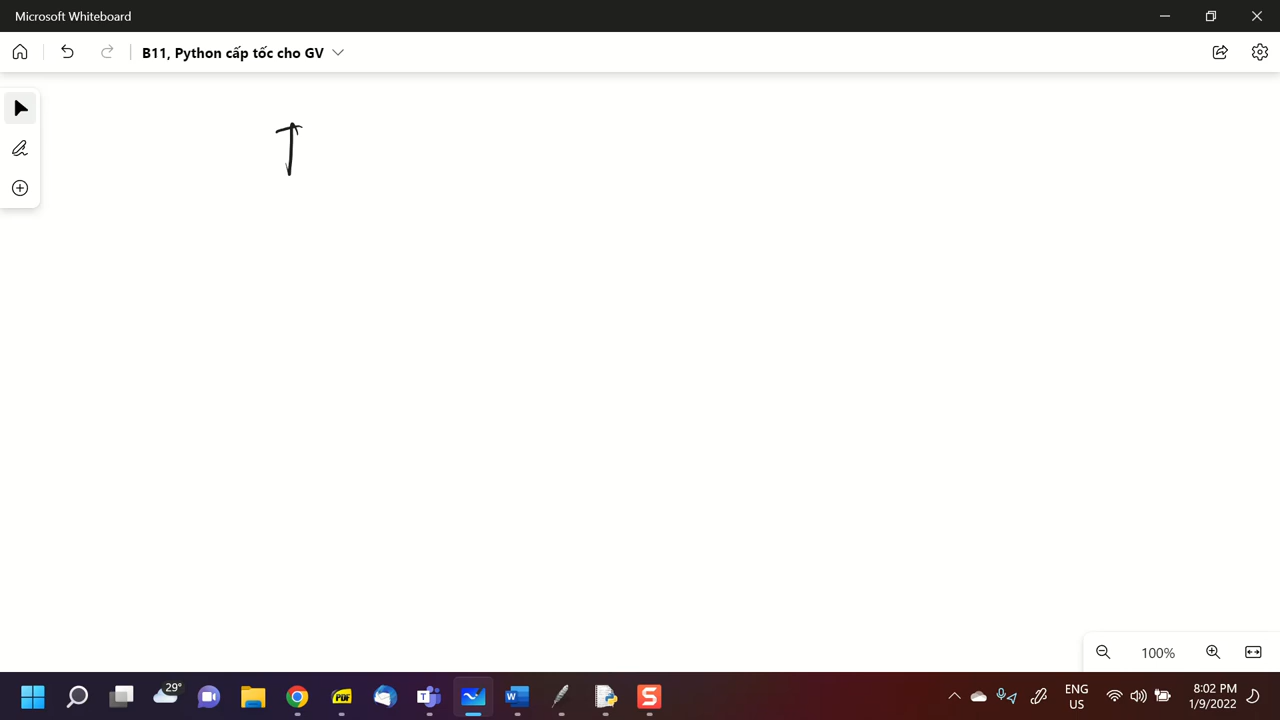 Microsoft Whiteboard
B11, Python cấp tốc cho GV
100%
29°
ENG
US
8:02 PM
1/9/2022